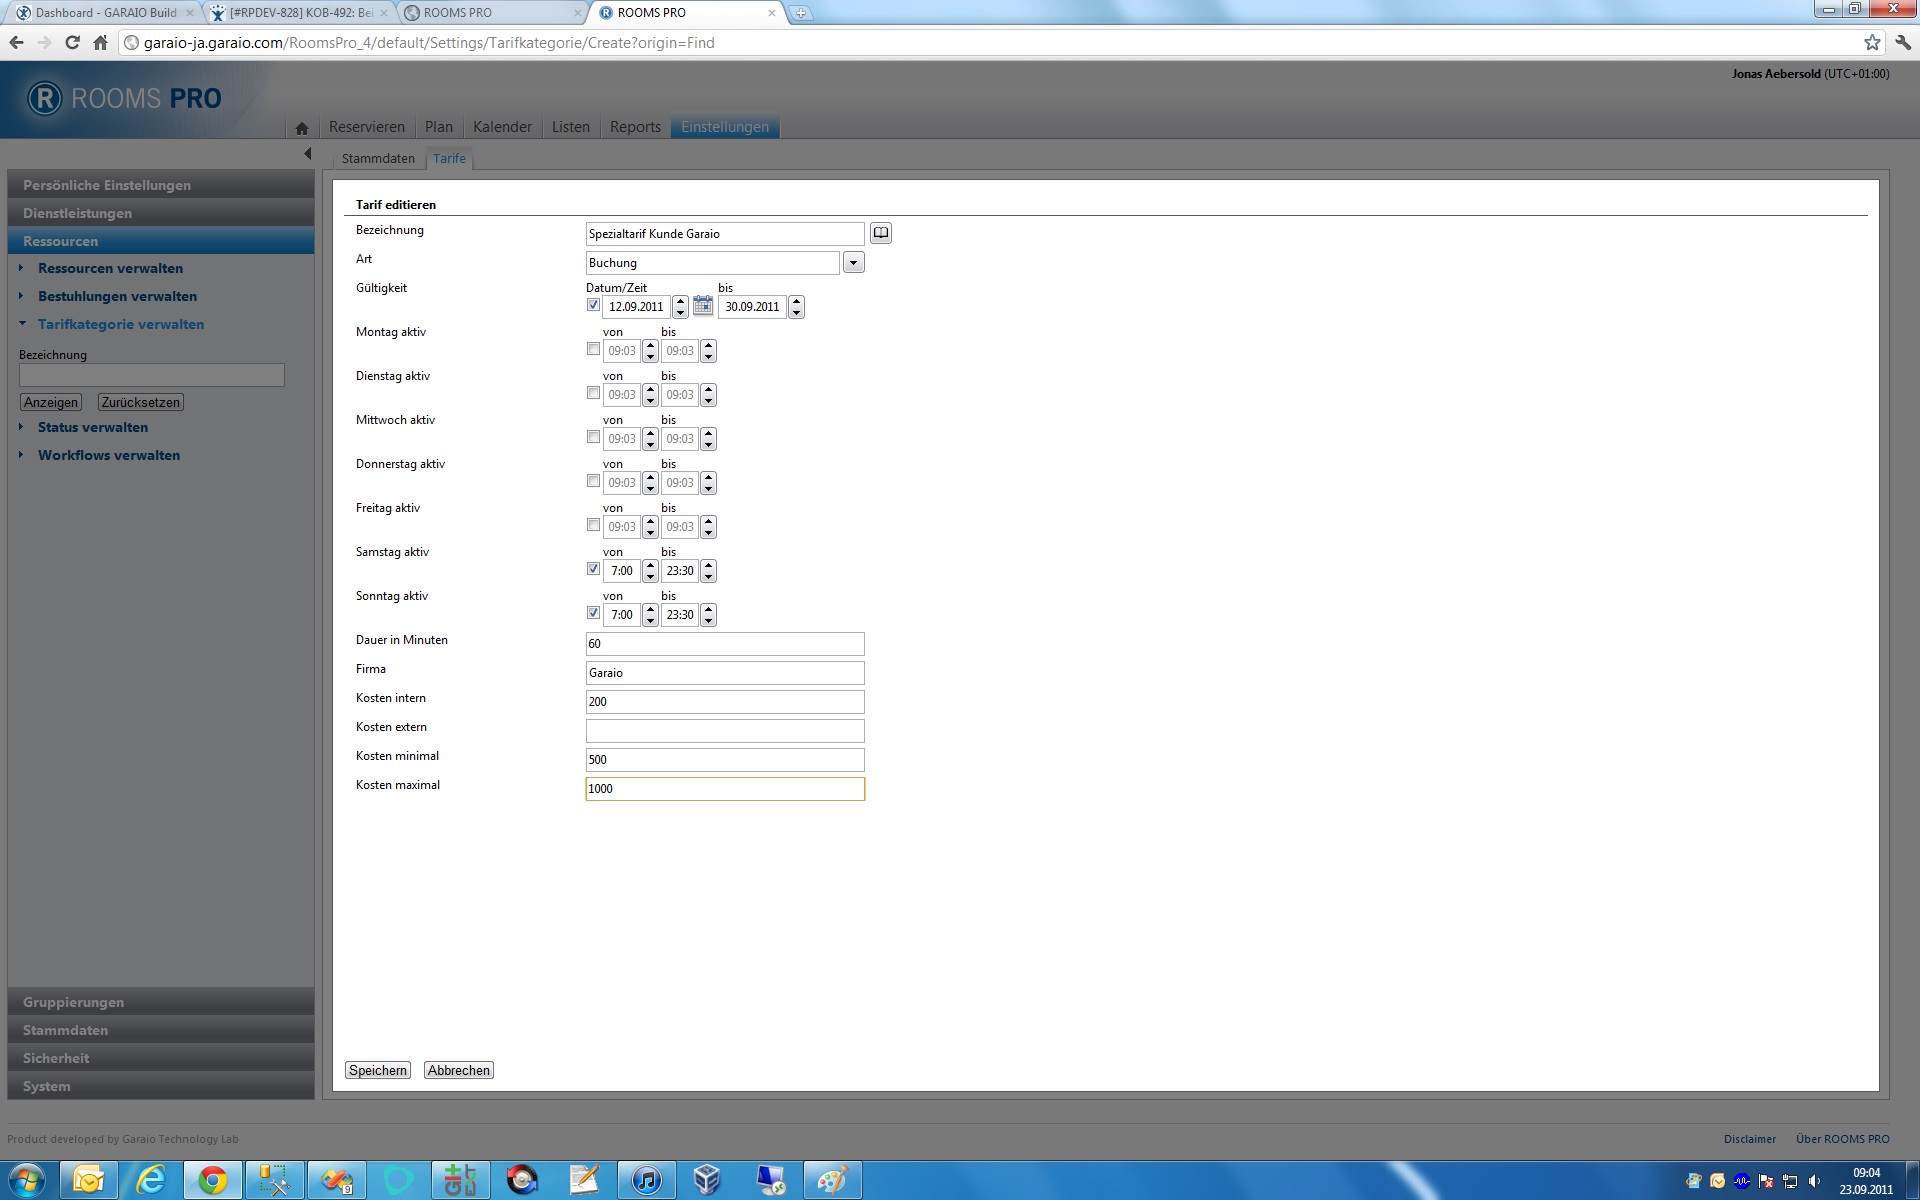 Dashboard - GARAIO Build
[#RPDEV-828] KOB-492: Bei
ROOMS PRO
ROOMS PRO
garaio-ja.garaio.com/RoomsPro_4/default/Settings/Tarifkategorie/Create?origin=Find
Jonas Aebersold (UTC+01:00)
R ROOMS PRO
Reservieren
Plan
Kalender
Listen
Reports
Einstellungen
Stammdaten
Tarife
Persönliche Einstellungen
Dienstleistungen
Ressourcen
Ressourcen verwalten
Bestuhlungen verwalten
Tarifkategorie verwalten
Bezeichnung
Anzeigen
Zurücksetzen
Status verwalten
Workflows verwalten
Gruppierungen
Stammdaten
Sicherheit
System
Tarif editieren
Bezeichnung
Spezialtarif Kunde Garaio
Art
Buchung
Gültigkeit
Datum/Zeit bis
12.09.2011 30.09.2011
Montag aktiv
von bis
09:03 09:03
Dienstag aktiv
von bis
09:03 09:03
Mittwoch aktiv
von bis
09:03 09:03
Donnerstag aktiv
von bis
09:03 09:03
Freitag aktiv
von bis
09:03 09:03
Samstag aktiv
von bis
7:00 23:30
Sonntag aktiv
von bis
7:00 23:30
Dauer in Minuten
60
Firma
Garaio
Kosten intern
200
Kosten extern
Kosten minimal
500
Kosten maximal
1000
Speichern
Abbrechen
Product developed by Garaio Technology Lab
Disclaimer
Über ROOMS PRO
Git
Ext
9
09:04
23.09.2011